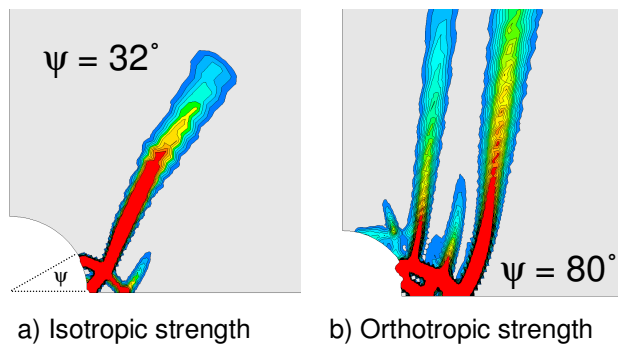 ψ = 32°
ψ
ψ = 80°
a) Isotropic strength
b) Orthotropic strength